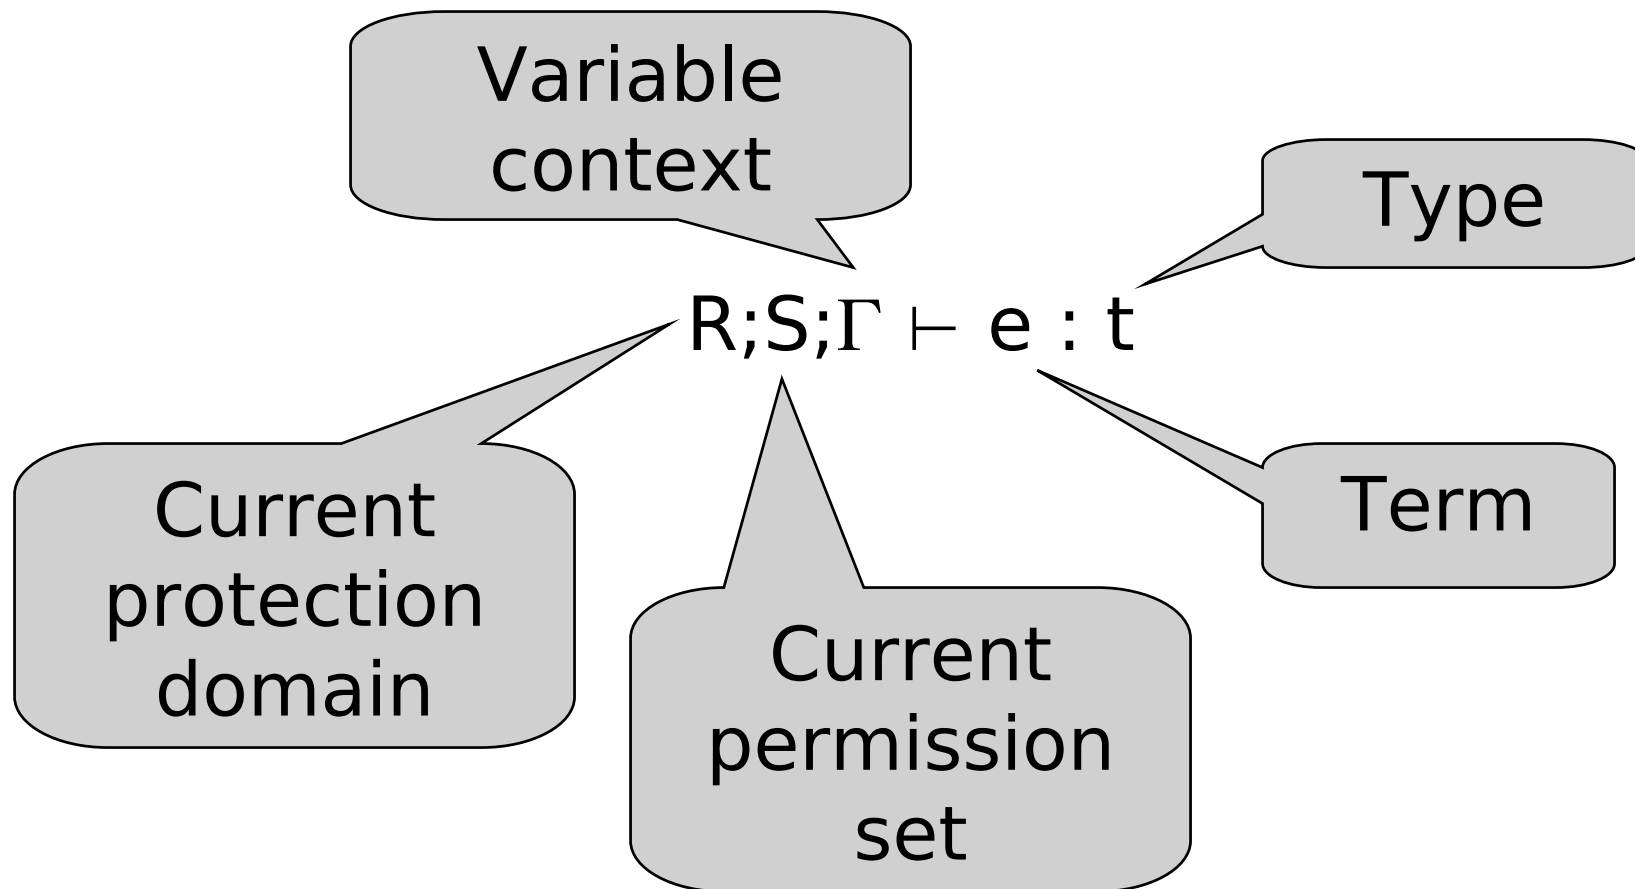 Variable
context
Type
R;S;Γ ⊢ e : t
Current
protection
domain
Term
Current
permission
set